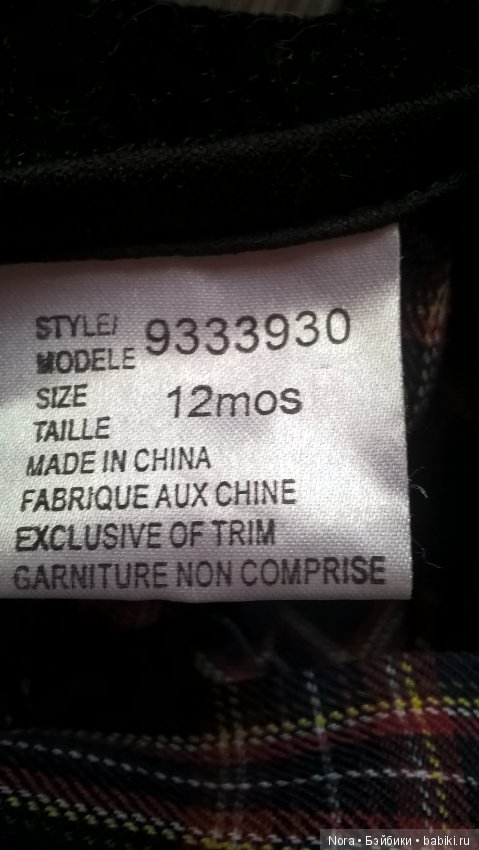 STYLE/ 9333930
MODELE
SIZE 12mos
TAILLE
MADE IN CHINA
FABRIQUE AUX CHINE
EXCLUSIVE OF TRIM
GARNITURE NON COMPRISE
Nora • Бэйбики • babiki.ru